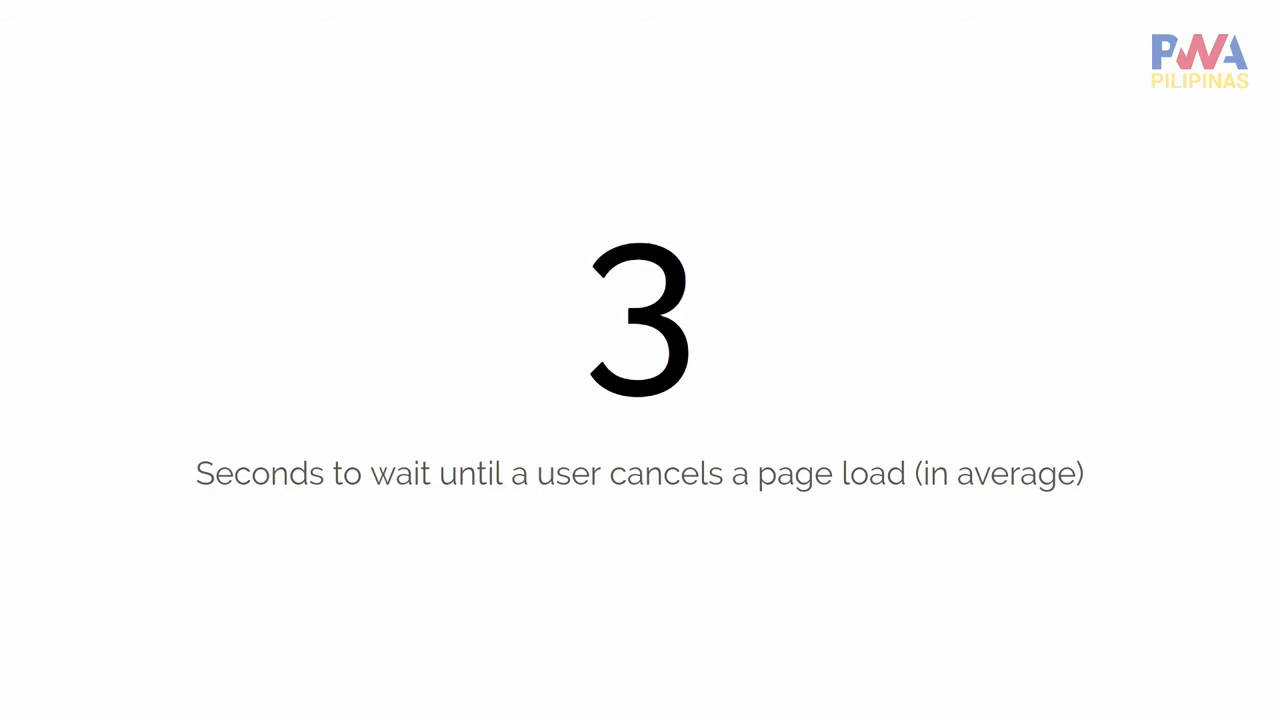 PWA
PILIPINAS
3
Seconds to wait until a user cancels a page load (in average)